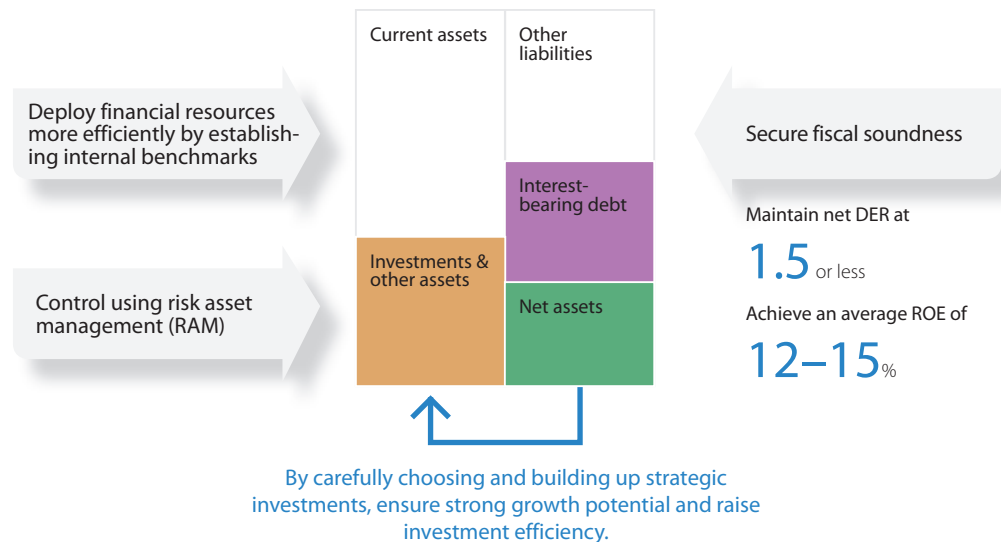 Current assets
Other
liabilities
Deploy financial resources
more efficiently by establish-
ing internal benchmarks
Secure fiscal soundness
Interest-
bearing debt
Maintain net DER at
1.5 or less
Investments &
other assets
Control using risk asset
management (RAM)
Net assets
Achieve an average ROE of
12–15%
By carefully choosing and building up strategic
investments, ensure strong growth potential and raise
investment efficiency.